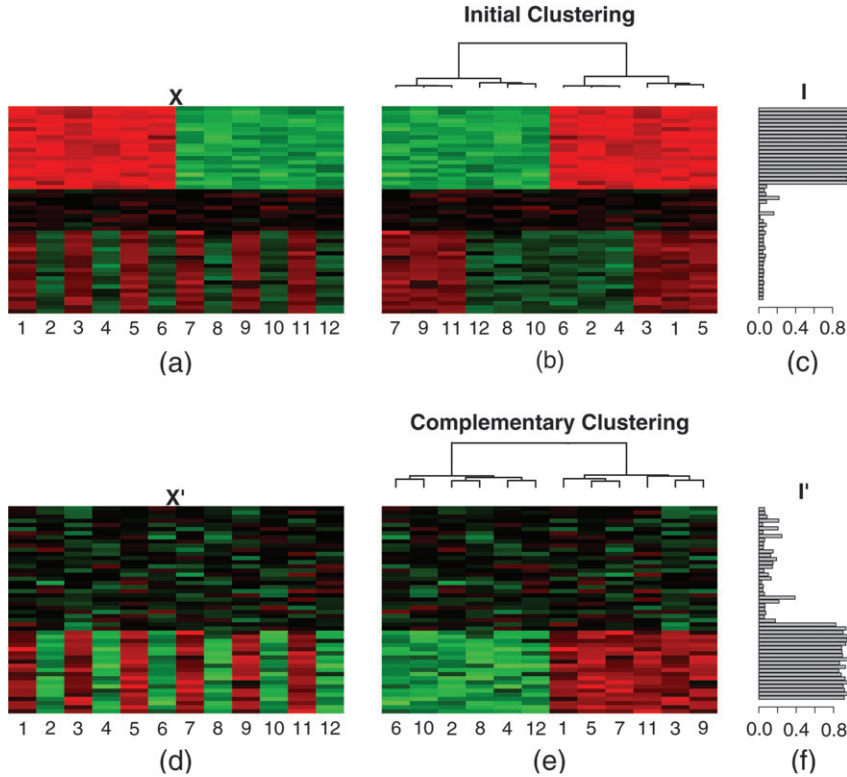 Initial Clustering
X
I
1 2 3 4 5 6 7 8 9 10 11 12
7 9 11 12 8 10 6 2 4 3 1 5
0.0 0.4 0.8
(a)
(b)
(c)
Complementary Clustering
X'
I'
1 2 3 4 5 6 7 8 9 10 11 12
6 10 2 8 4 12 1 5 7 11 3 9
0.0 0.4 0.8
(d)
(e)
(f)